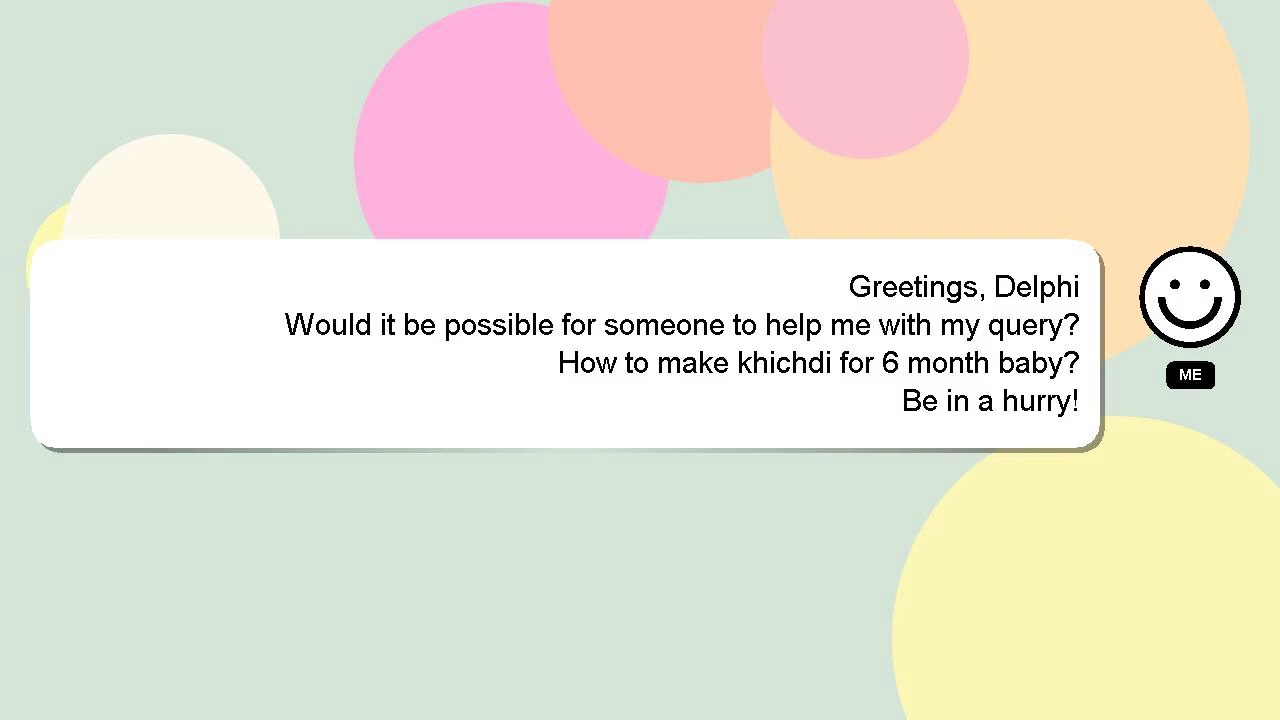 Greetings, Delphi
Would it be possible for someone to help me with my query?
How to make khichdi for 6 month baby?
Be in a hurry!
ME